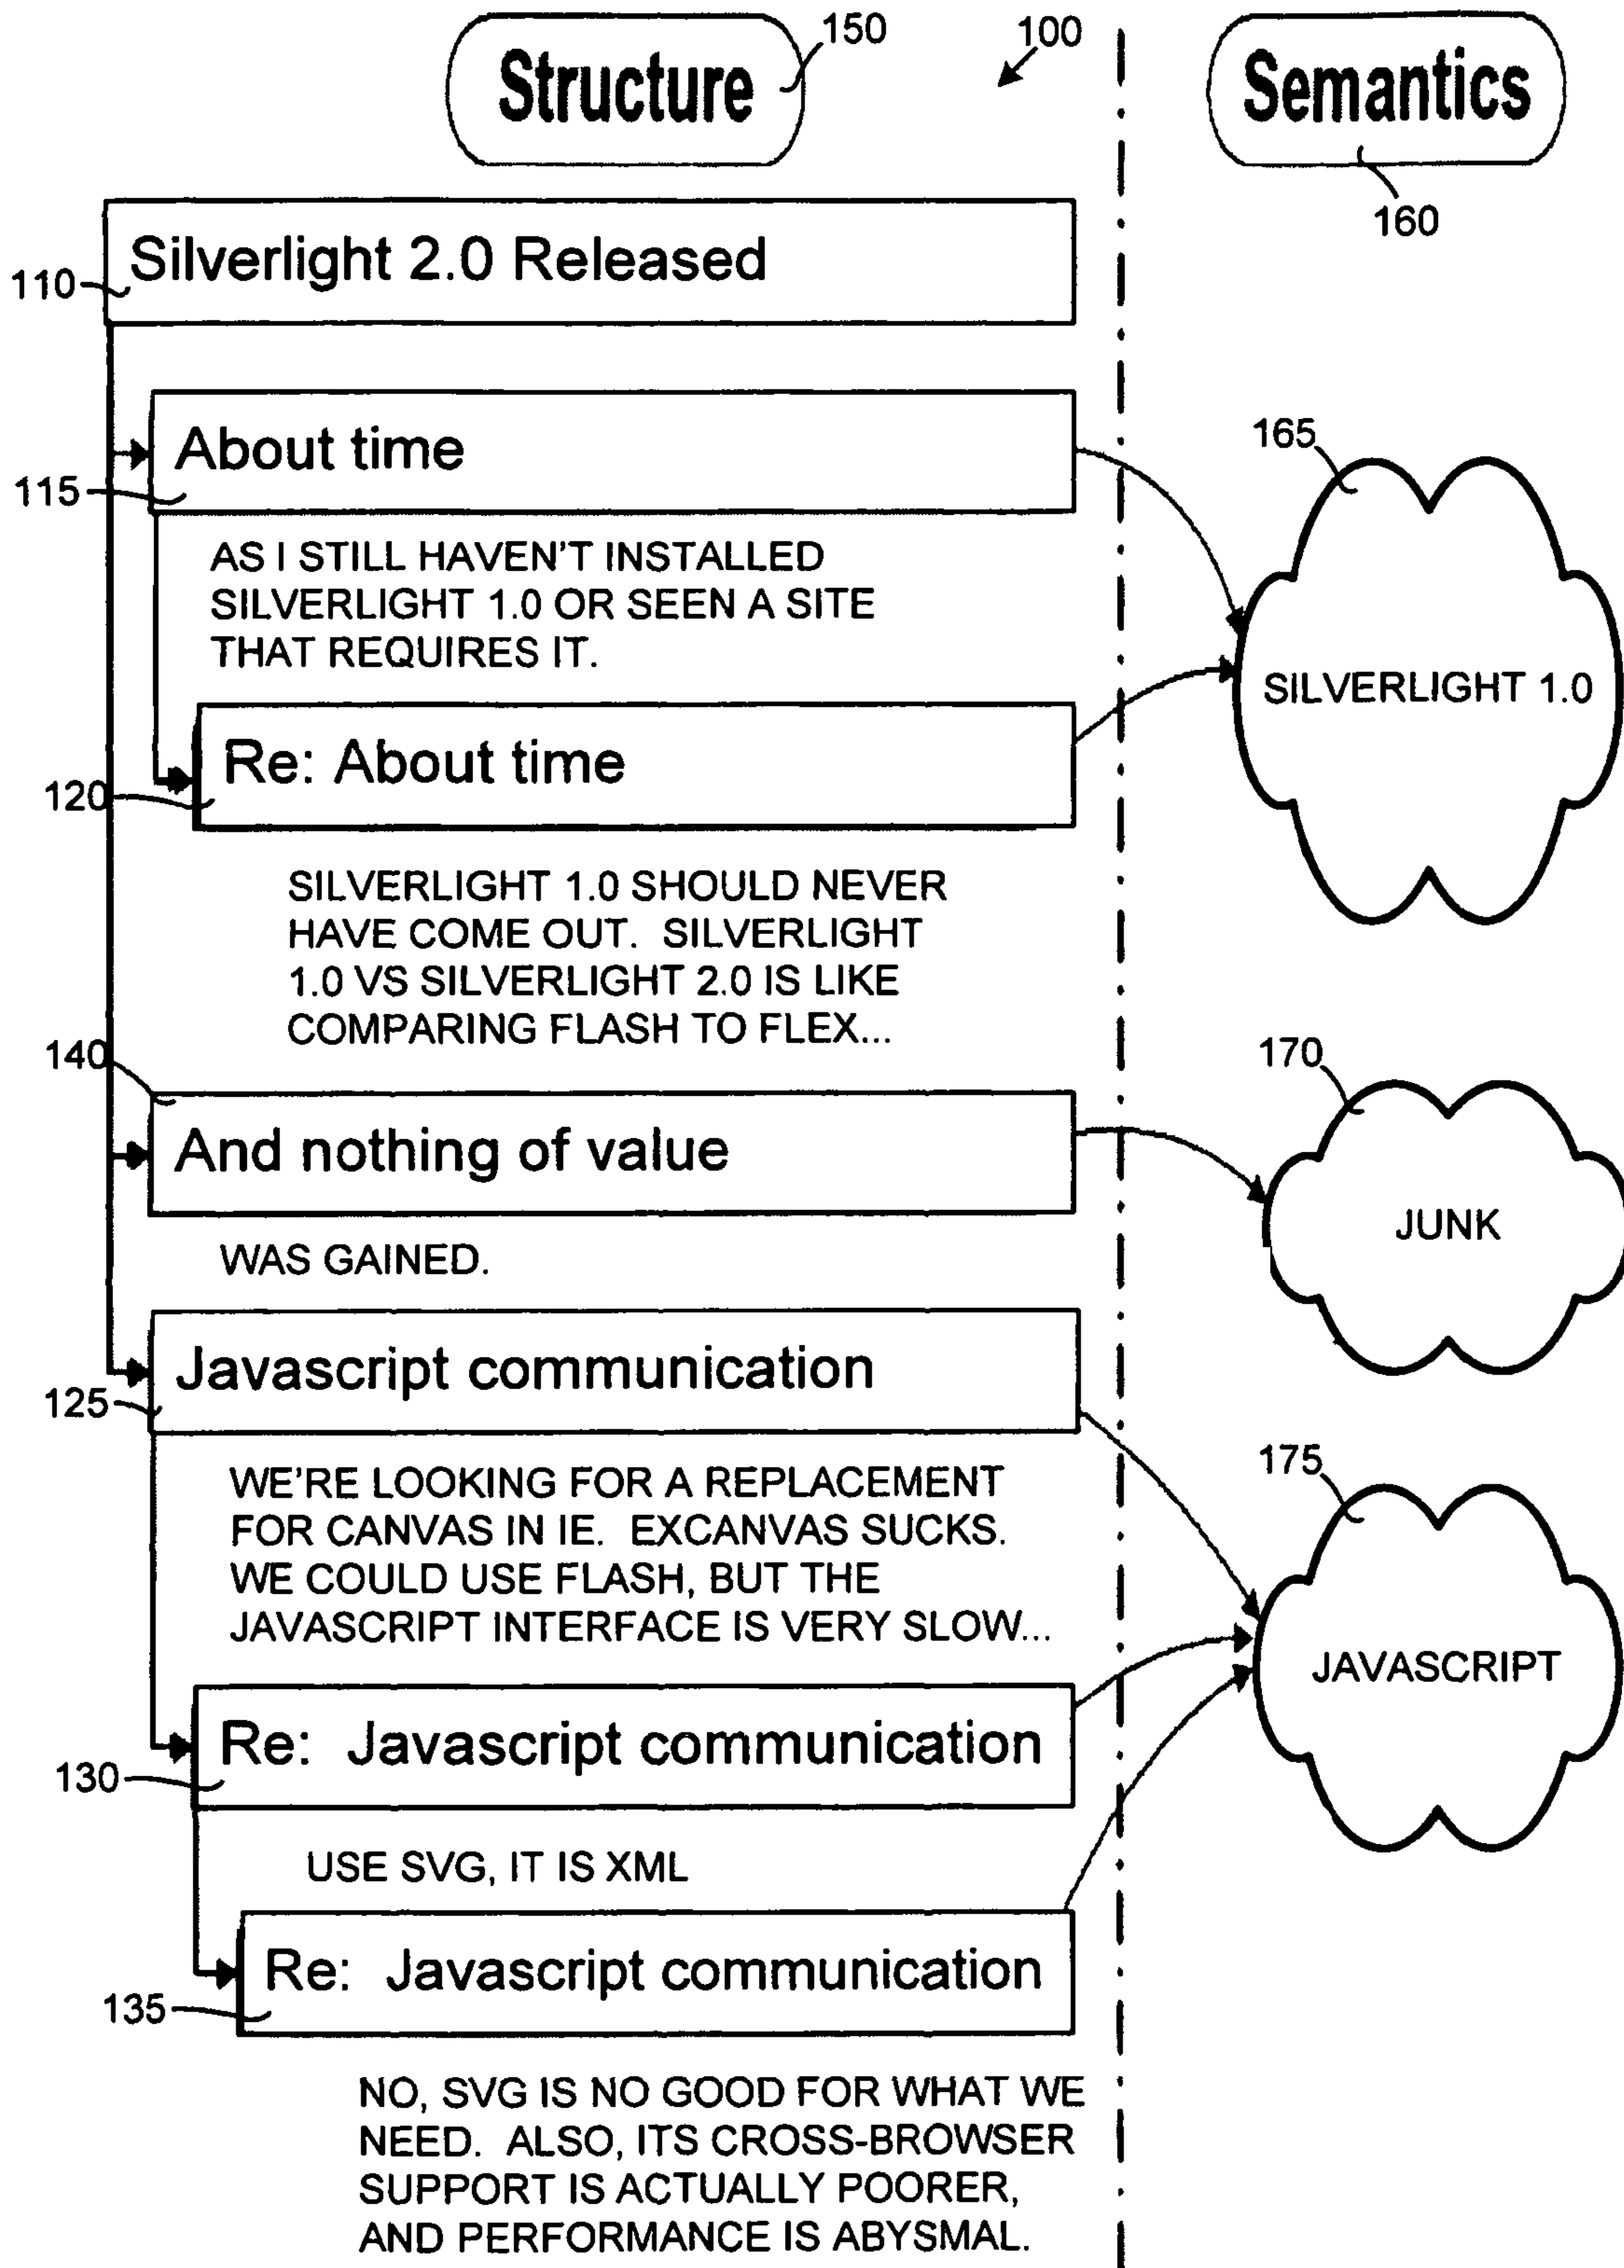 Structure
150
100
Semantics
160
Silverlight 2.0 Released
110
About time
115
165
AS I STILL HAVEN'T INSTALLED
SILVERLIGHT 1.0 OR SEEN A SITE
THAT REQUIRES IT.
SILVERLIGHT 1.0
Re: About time
120
SILVERLIGHT 1.0 SHOULD NEVER
HAVE COME OUT. SILVERLIGHT
1.0 VS SILVERLIGHT 2.0 IS LIKE
COMPARING FLASH TO FLEX...
140
170
And nothing of value
JUNK
WAS GAINED.
Javascript communication
125
175
WE'RE LOOKING FOR A REPLACEMENT
FOR CANVAS IN IE. EXCANVAS SUCKS.
WE COULD USE FLASH, BUT THE
JAVASCRIPT INTERFACE IS VERY SLOW...
JAVASCRIPT
Re: Javascript communication
130
USE SVG, IT IS XML
Re: Javascript communication
135
NO, SVG IS NO GOOD FOR WHAT WE
NEED. ALSO, ITS CROSS-BROWSER
SUPPORT IS ACTUALLY POORER,
AND PERFORMANCE IS ABYSMAL.